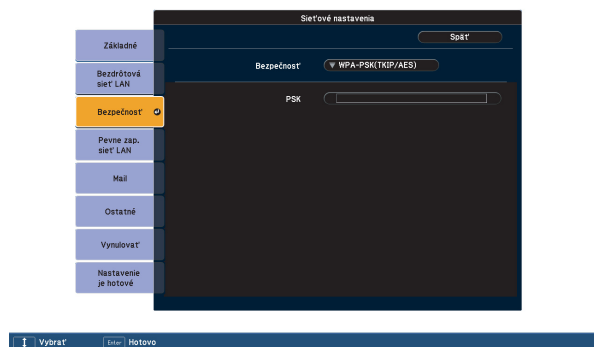 Sieťové nastavenia
Späť
Základné
Bezpečnosť
WPA-PSK(TKIP/AES)
Bezdrôtová
sieť LAN
PSK
Bezpečnosť
Pevne zap.
sieť LAN
Mail
Ostatné
Vynulovať
Nastavenie
je hotové
Vybrať
Enter Hotovo